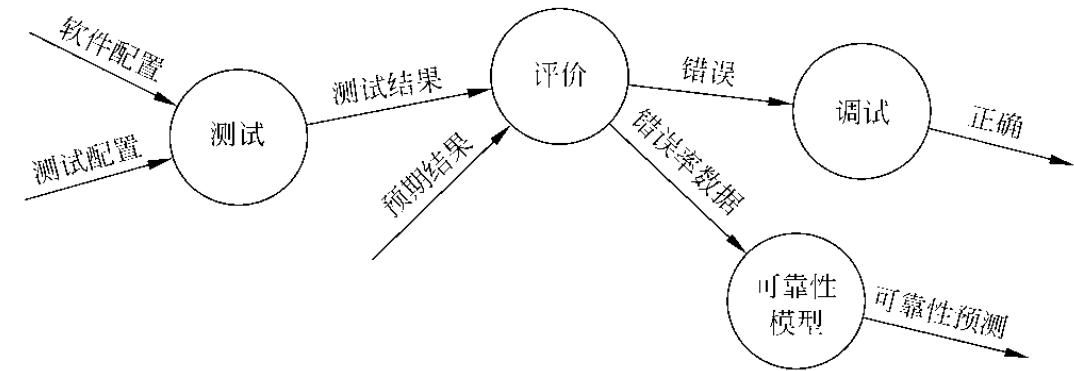 软件配置
测试配置
测试
测试结果
预期结果
评价
错误
错误率数据
调试
正确
可靠性
模型
可靠性预测